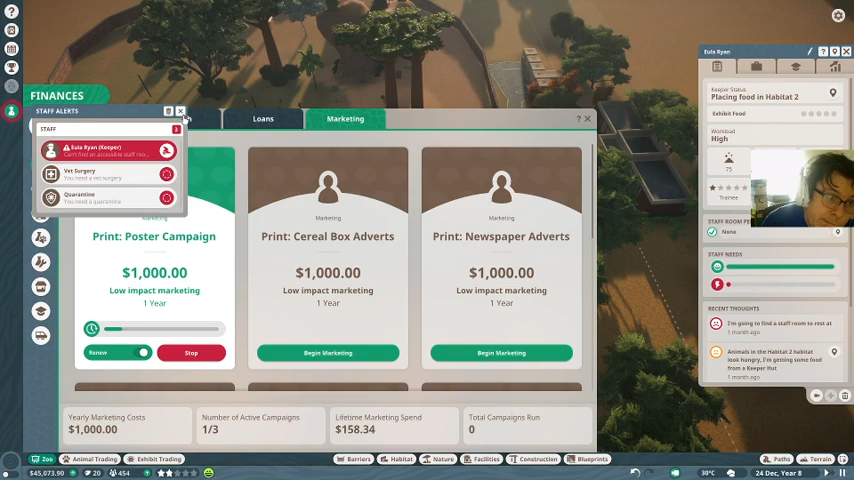 FINANCES
STAFF ALERTS
STAFF
3
Eula Ryan (Keeper)
Can't find an accessible staff roo...
Vet Surgery
You need a vet surgery
Quarantine
You need a quarantine
Loans
Marketing
Marketing
Print: Poster Campaign
$1,000.00
Low impact marketing
1 Year
Renew
Stop
Marketing
Print: Cereal Box Adverts
$1,000.00
Low impact marketing
1 Year
Begin Marketing
Marketing
Print: Newspaper Adverts
$1,000.00
Low impact marketing
1 Year
Begin Marketing
Yearly Marketing Costs
$1,000.00
Number of Active Campaigns
1/3
Lifetime Marketing Spend
$158.34
Total Campaigns Run
0
Eula Ryan
Keeper Status
Placing food in Habitat 2
Exhibit Food
Workload
High
75
Trainee
STAFF ROOM PE
None
STAFF NEEDS
RECENT THOUGHTS
I'm going to find a staff room to rest at
1 month ago
Animals in the Habitat 2 habitat
look hungry, I'm getting some food
from a Keeper Hut
1 month ago
Zoo
Animal Trading
Exhibit Trading
Barriers
Habitat
Nature
Facilities
Construction
Blueprints
Paths
Terrain
$45,073.90
20
454
30°C
24 Dec, Year 8